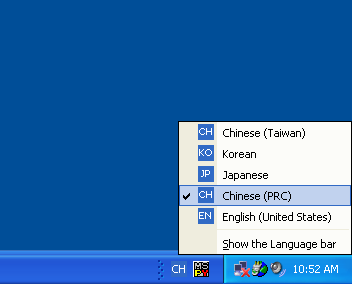 CH Chinese (Taiwan)
KO Korean
JP Japanese
CH Chinese (PRC)
EN English (United States)
Show the Language bar
CH MSPY 10:52 AM